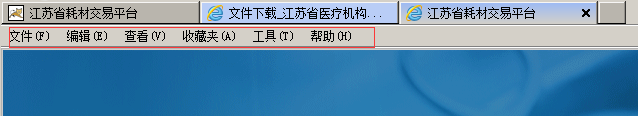 江苏省耗材交易平台 文件下载_江苏省医疗机构... 江苏省耗材交易平台
文件(F) 编辑(E) 查看(V) 收藏夹(A) 工具(T) 帮助(H)